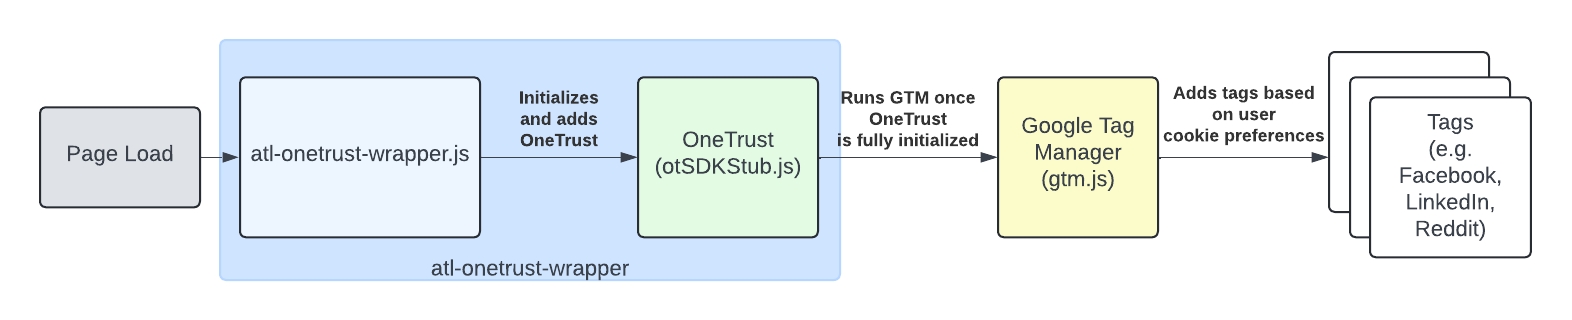 Page Load
atl-onetrust-wrapper.js
Initializes
and adds
OneTrust
OneTrust
(otSDKStub.js)
atl-onetrust-wrapper
Runs GTM once
OneTrust
is fully initialized
Google Tag
Manager
(gtm.js)
Adds tags based
on user
cookie preferences
Tags
(e.g.
Facebook,
LinkedIn,
Reddit)